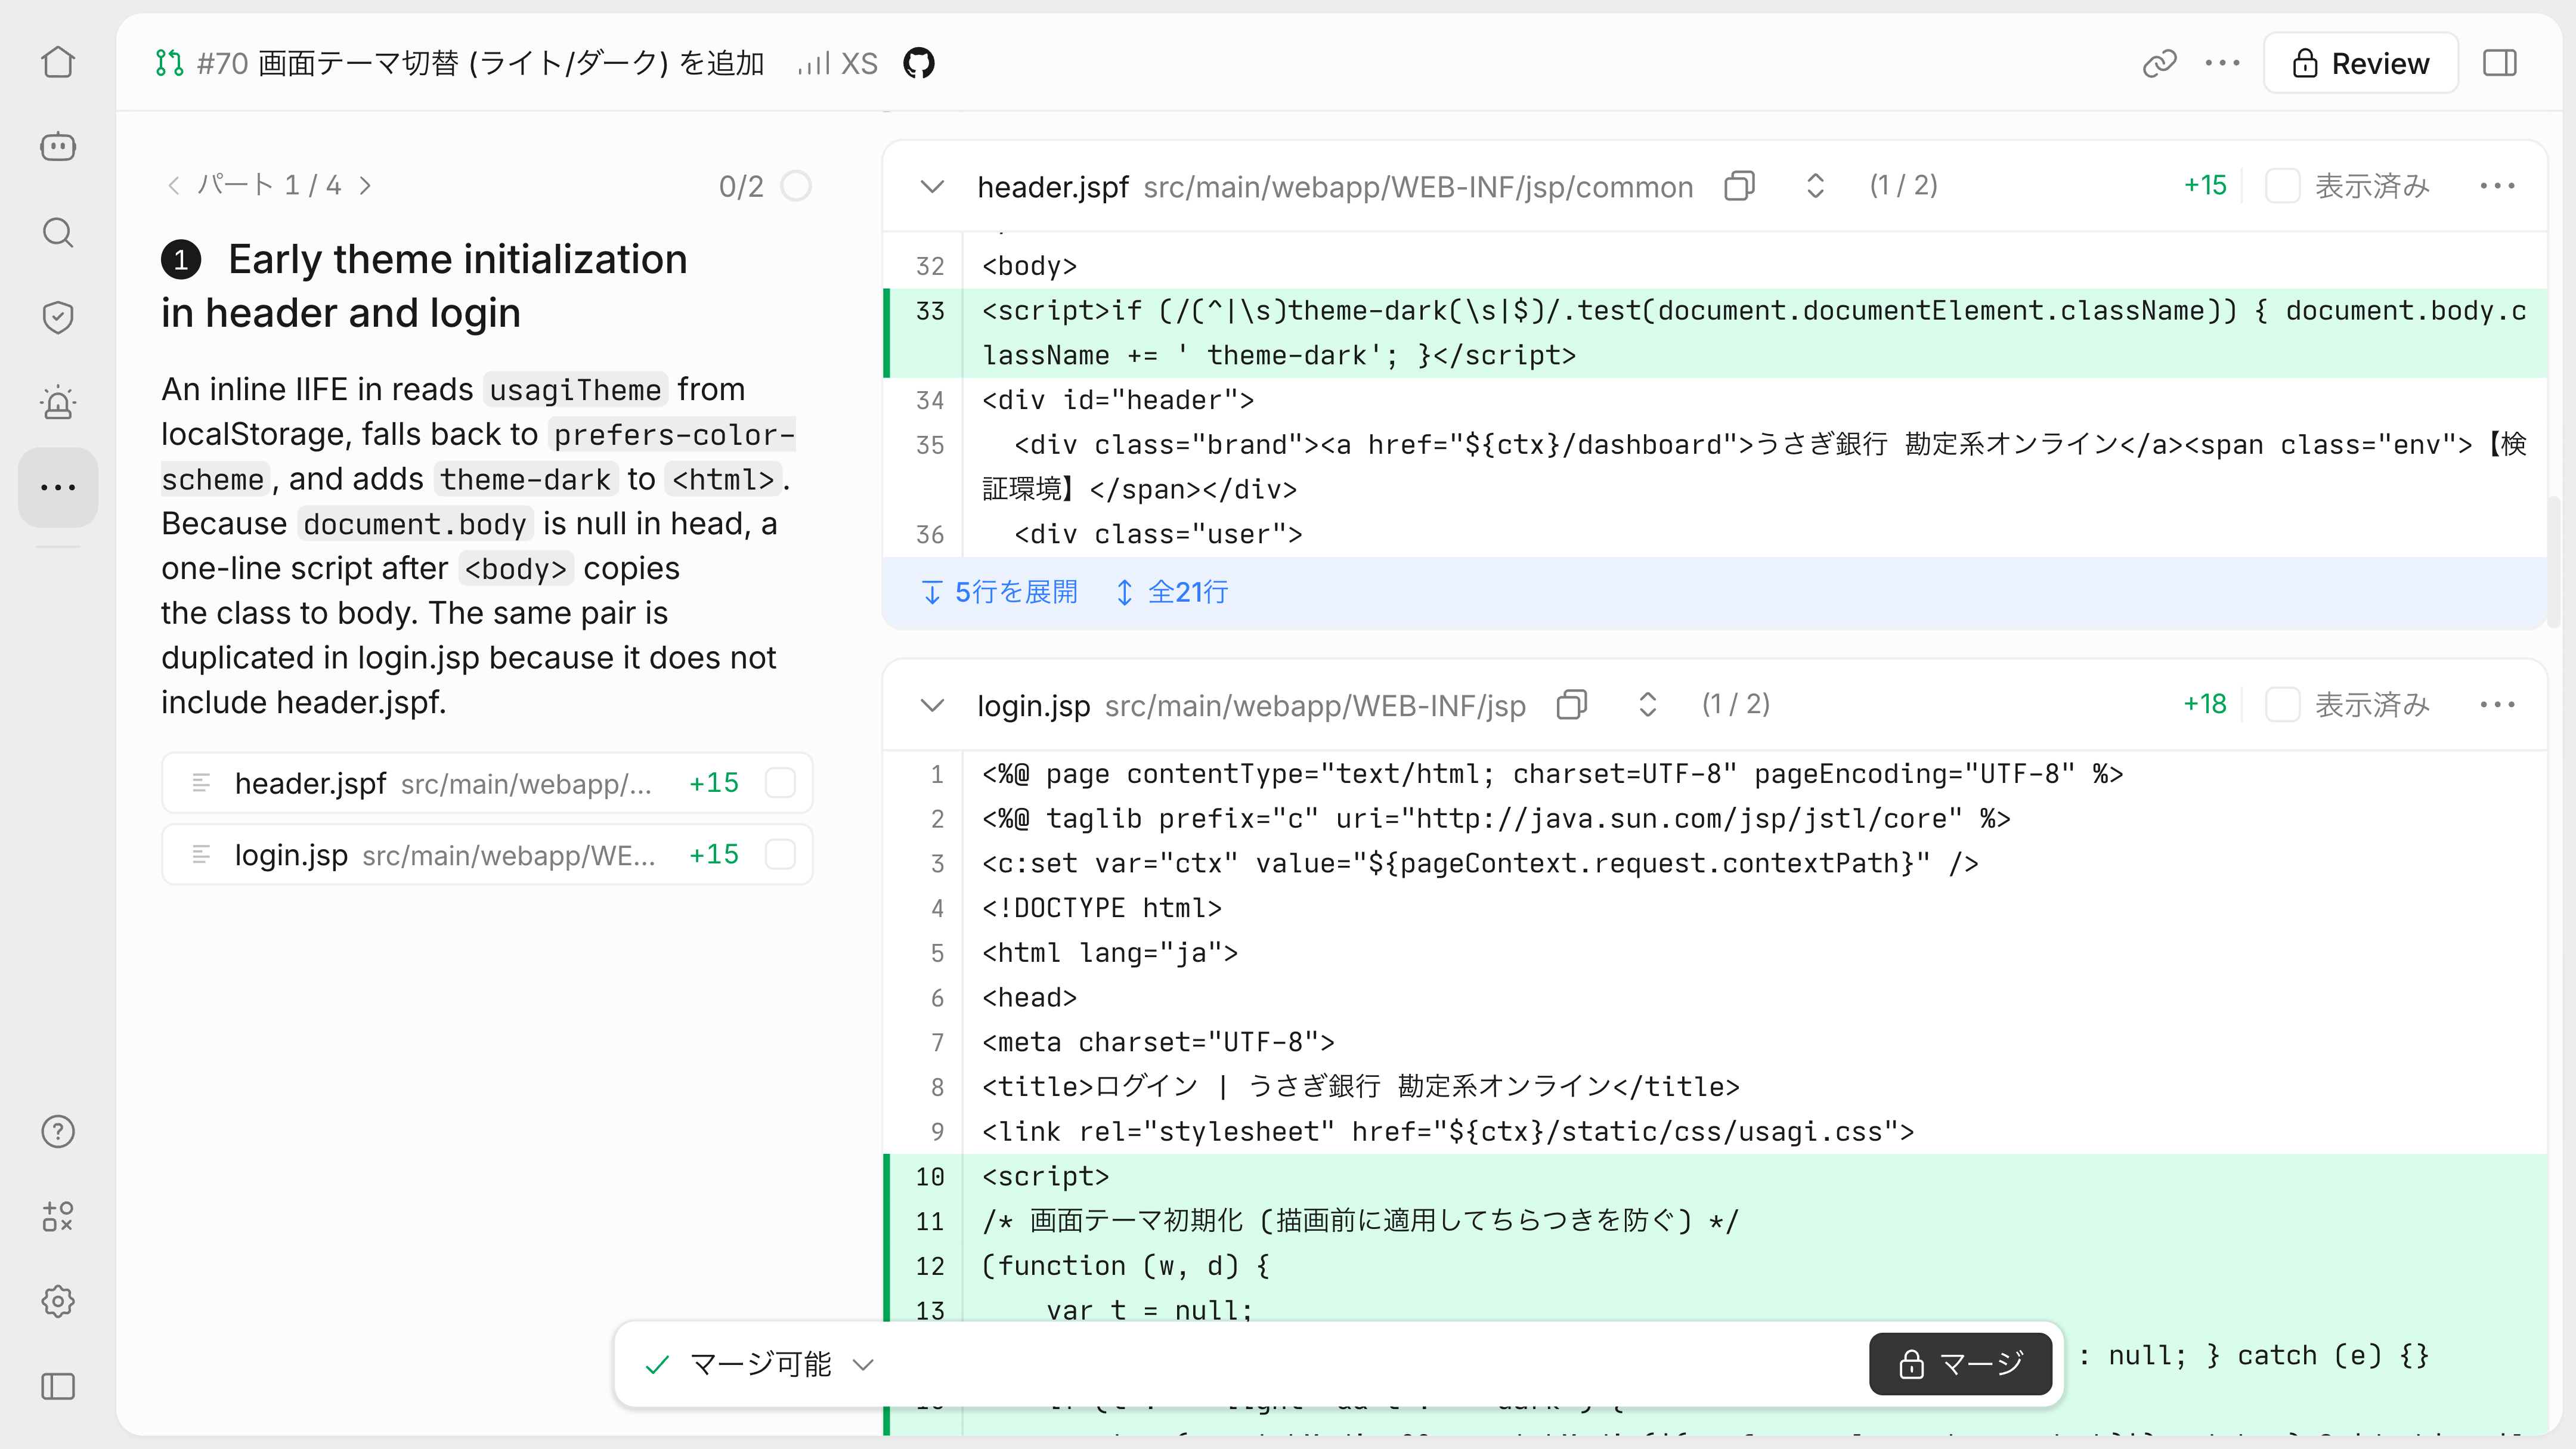 #70 画面テーマ切替 (ライト/ダーク) を追加 XS
Review
パート 1 / 4
0/2
1 Early theme initialization
in header and login
An inline IIFE in reads usagiTheme from
localStorage, falls back to prefers-color-
scheme, and adds theme-dark to <html>.
Because document.body is null in head, a
one-line script after <body> copies
the class to body. The same pair is
duplicated in login.jsp because it does not
include header.jspf.
header.jspf src/main/webapp/... +15
login.jsp src/main/webapp/WE... +15
header.jspf src/main/webapp/WEB-INF/jsp/common (1 / 2) +15 表示済み
32 <body>
33 <script>if (/(^|\s)theme-dark(\s|$)/.test(document.documentElement.className)) { document.body.c
lassName += ' theme-dark'; }</script>
34 <div id="header">
35 <div class="brand"><a href="${ctx}/dashboard">うさぎ銀行 勘定系オンライン</a><span class="env">【検
証環境】</span></div>
36 <div class="user">
5行を展開 全21行
login.jsp src/main/webapp/WEB-INF/jsp (1 / 2) +18 表示済み
1 <%@ page contentType="text/html; charset=UTF-8" pageEncoding="UTF-8" %>
2 <%@ taglib prefix="c" uri="http://java.sun.com/jsp/jstl/core" %>
3 <c:set var="ctx" value="${pageContext.request.contextPath}" />
4 <!DOCTYPE html>
5 <html lang="ja">
6 <head>
7 <meta charset="UTF-8">
8 <title>ログイン | うさぎ銀行 勘定系オンライン</title>
9 <link rel="stylesheet" href="${ctx}/static/css/usagi.css">
10 <script>
11 /* 画面テーマ初期化 (描画前に適用してちらつきを防ぐ) */
12 (function (w, d) {
13 var t = null;
: null; } catch (e) {}
マージ可能
マージ